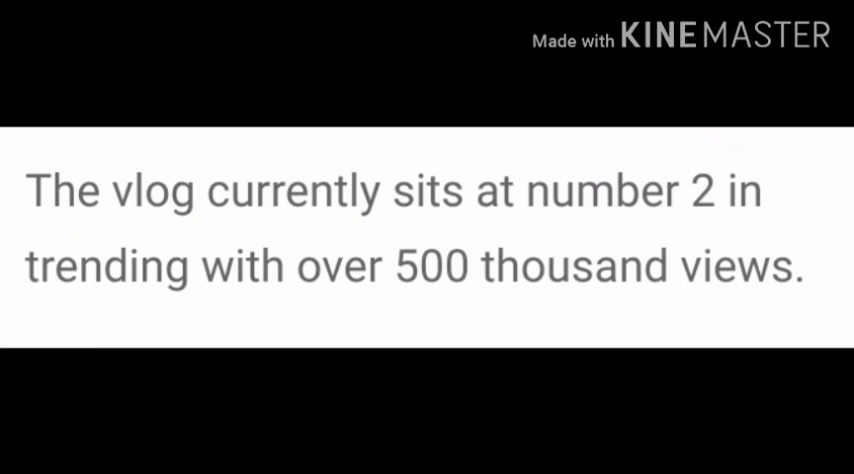 Made with KINEMASTER
The vlog currently sits at number 2 in
trending with over 500 thousand views.